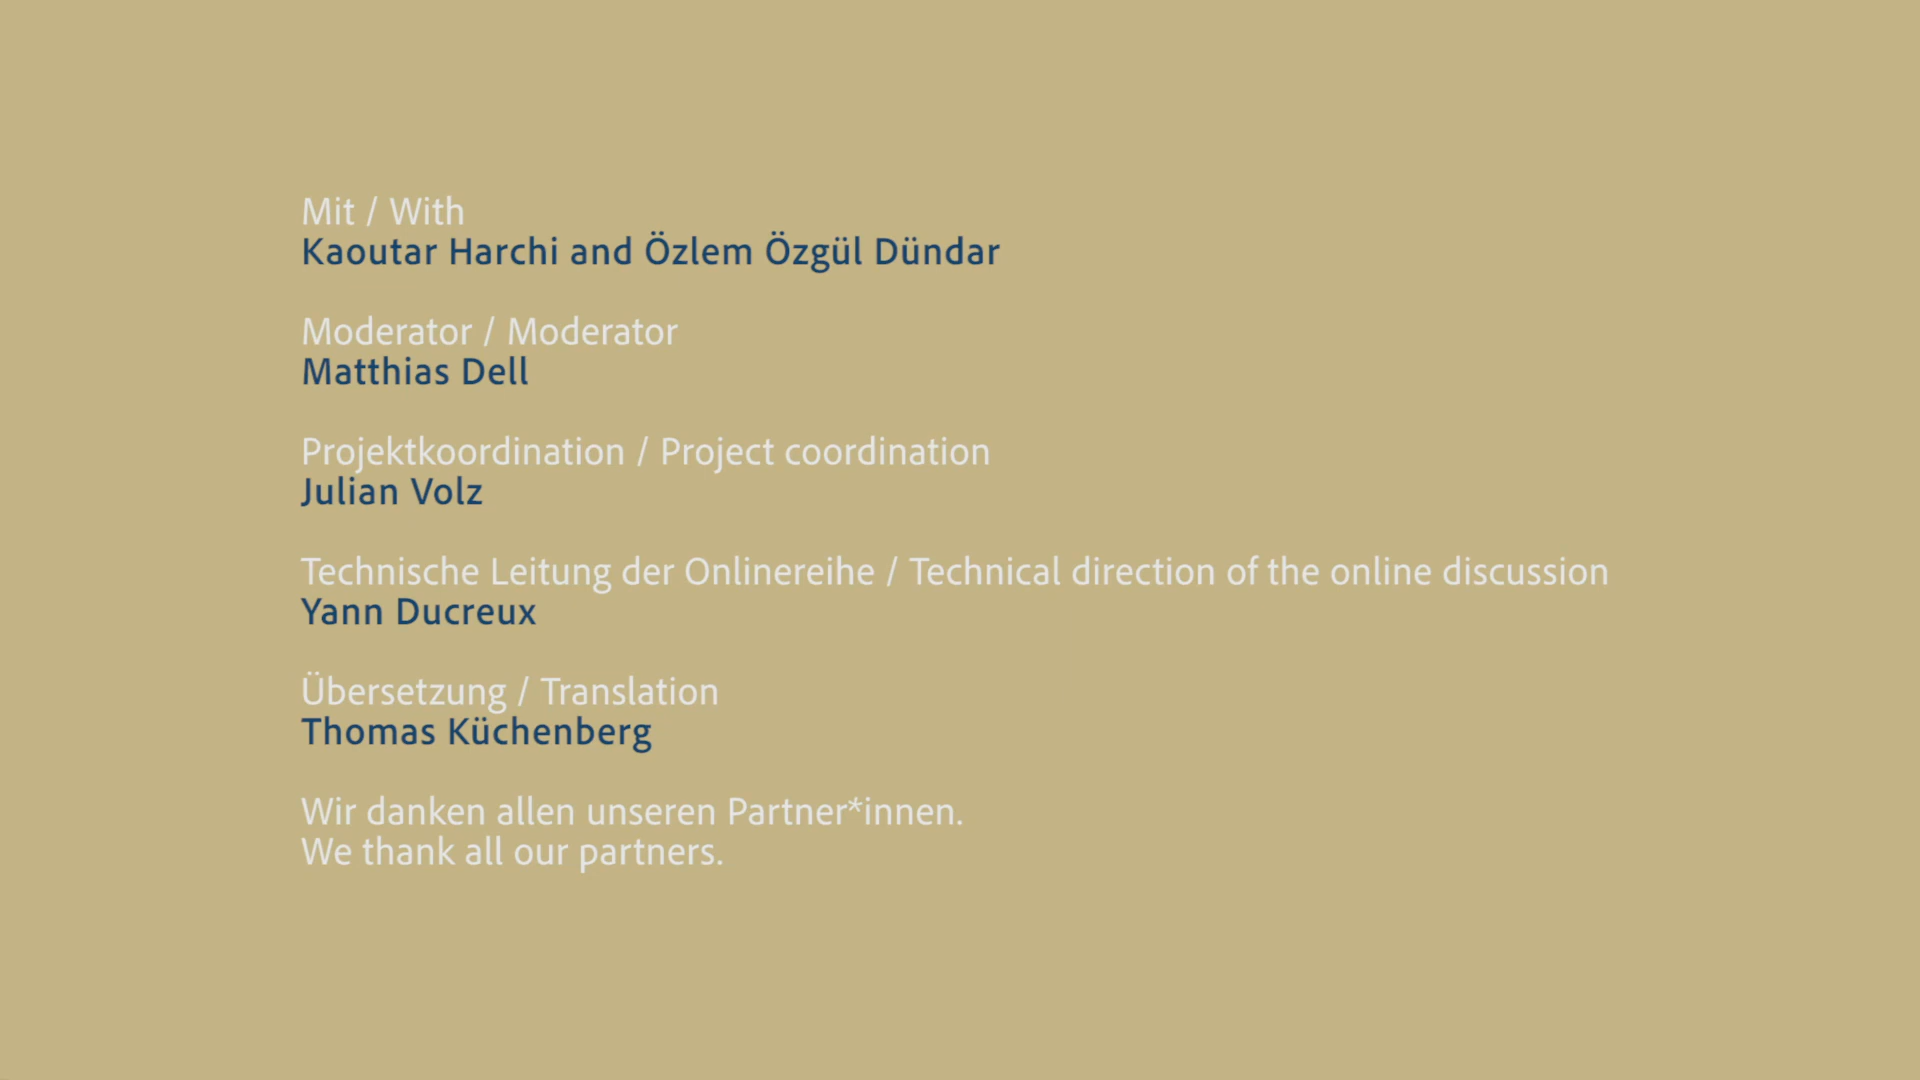 Mit / With
Kaoutar Harchi and Özlem Özgül Dündar
Moderator / Moderator
Matthias Dell
Projektkoordination / Project coordination
Julian Volz
Technische Leitung der Onlinereihe / Technical direction of the online discussion
Yann Ducreux
Übersetzung / Translation
Thomas Küchenberg
Wir danken allen unseren Partner*innen.
We thank all our partners.